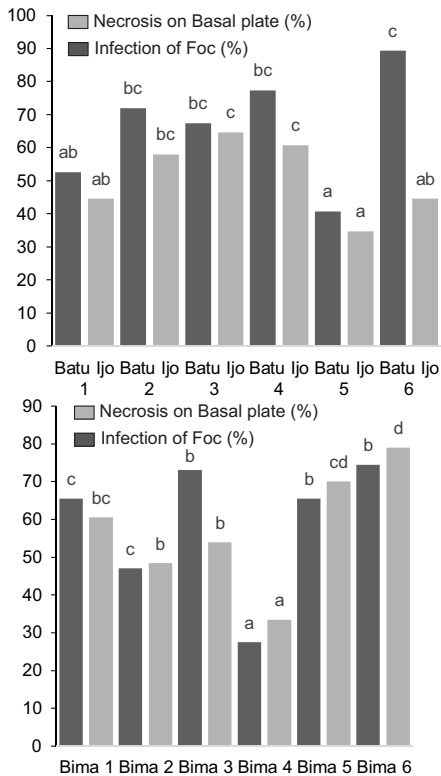 100
Necrosis on Basal plate (%)
90
Infection of Foc (%)
c
80
bc
bc
70
bc
c
c
60
bc
ab
50
ab
ab
40
a
a
30
20
10
0
Batu Ijo Batu Ijo Batu Ijo Batu Ijo Batu Ijo Batu Ijo
1 2 3 4 5 6
90
Necrosis on Basal plate (%)
80
Infection of Foc (%)
d
b
b
70
c
b
cd
60
bc
b
50
c
b
40
a
30
a
20
10
0
Bima 1 Bima 2 Bima 3 Bima 4 Bima 5 Bima 6